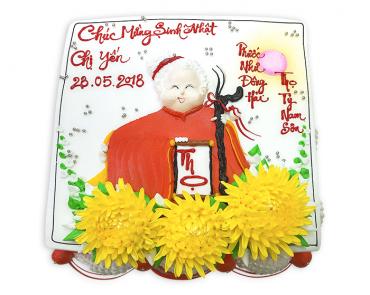 Chúc Mừng Sinh Nhật
Chị Yến
28.05.2018
Phước Như
Đông
Hải
Thọ
Tỷ
Nam
Sơn
Thọ